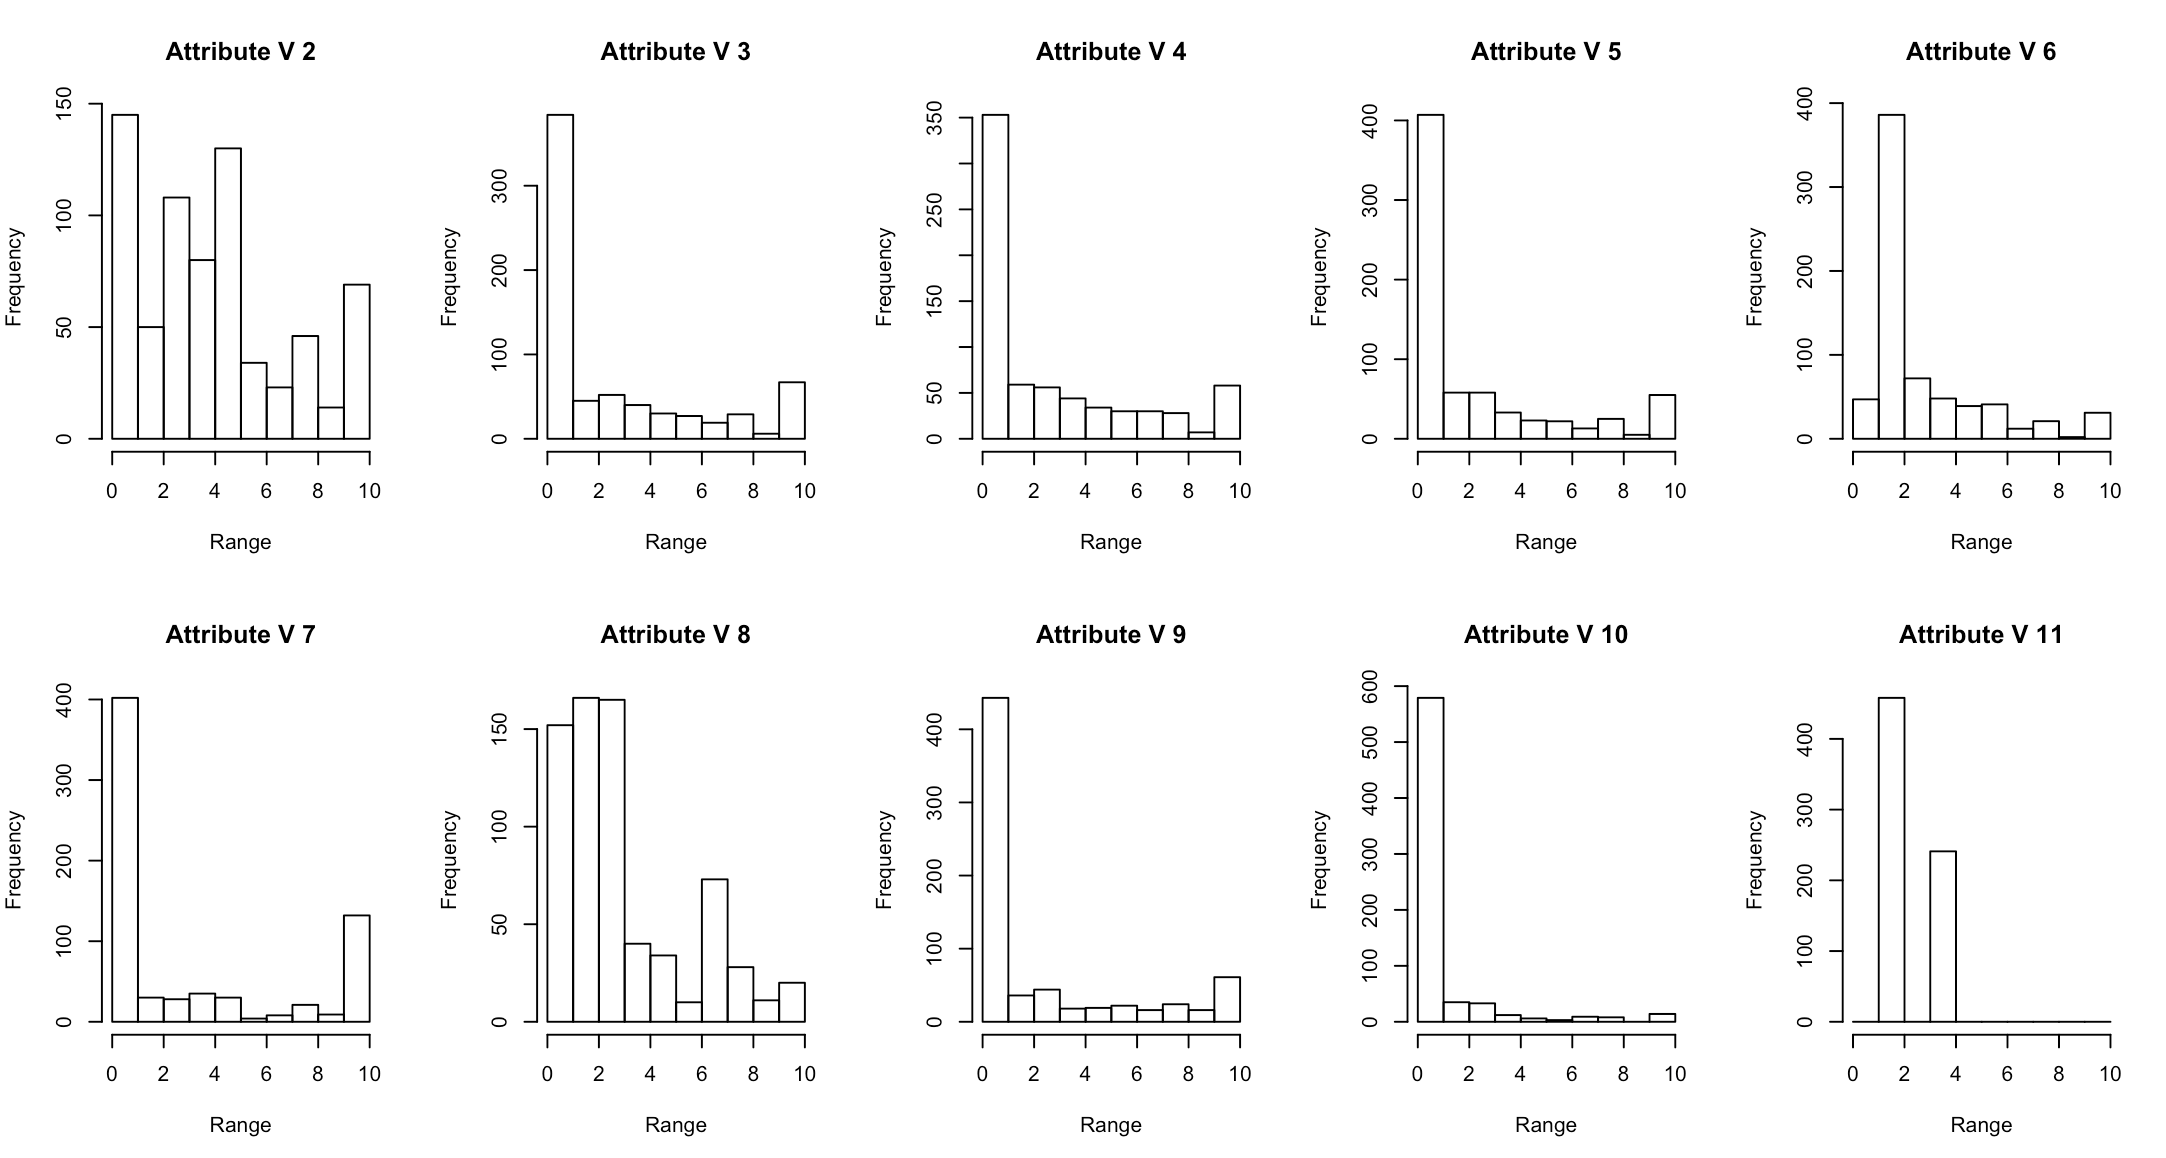 Attribute V 2
Frequency
0 50 100 150
0 2 4 6 8 10
Range
Attribute V 3
Frequency
0 100 200 300
0 2 4 6 8 10
Range
Attribute V 4
Frequency
0 50 150 250 350
0 2 4 6 8 10
Range
Attribute V 5
Frequency
0 100 200 300 400
0 2 4 6 8 10
Range
Attribute V 6
Frequency
0 100 200 300 400
0 2 4 6 8 10
Range
Attribute V 7
Frequency
0 100 200 300 400
0 2 4 6 8 10
Range
Attribute V 8
Frequency
0 50 100 150
0 2 4 6 8 10
Range
Attribute V 9
Frequency
0 100 200 300 400
0 2 4 6 8 10
Range
Attribute V 10
Frequency
0 100 200 300 400 500 600
0 2 4 6 8 10
Range
Attribute V 11
Frequency
0 100 200 300 400
0 2 4 6 8 10
Range